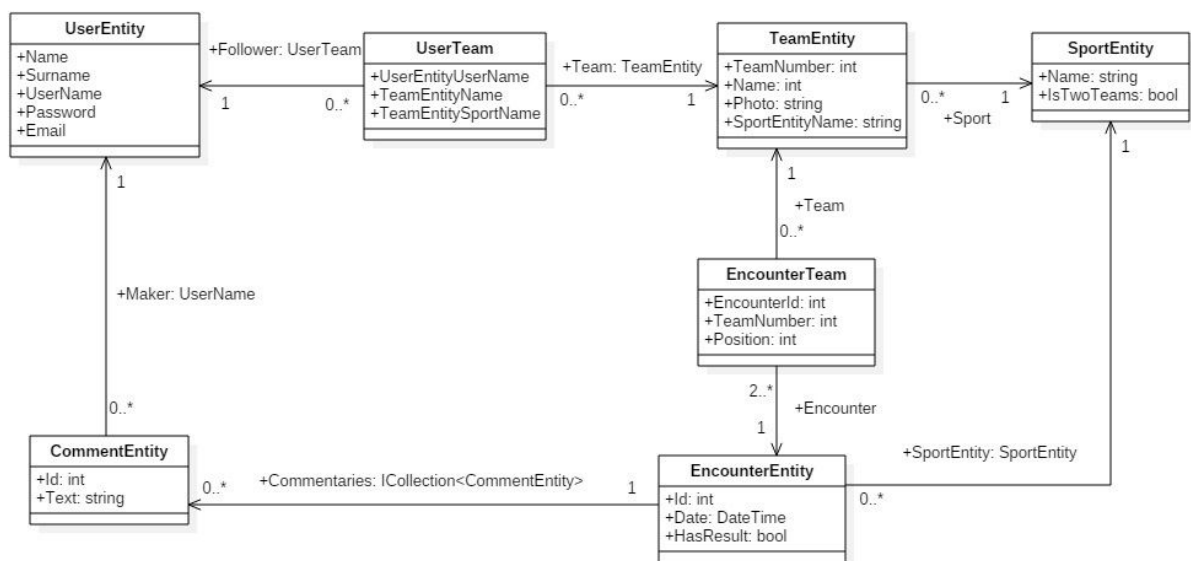 UserEntity
+Name
+Surname
+UserName
+Password
+Email
+Follower: UserTeam
1
0..*
UserTeam
+UserEntityUserName
+TeamEntityName
+TeamEntitySportName
+Team: TeamEntity
0..*
1
TeamEntity
+TeamNumber: int
+Name: int
+Photo: string
+SportEntityName: string
0..*
1
+Sport
SportEntity
+Name: string
+IsTwoTeams: bool
1
1
1
+Team
0..*
EncounterTeam
+EncounterId: int
+TeamNumber: int
+Position: int
+Maker: UserName
2..*
+Encounter
1
0..*
CommentEntity
+Id: int
+Text: string
0..*
+Commentaries: ICollection<CommentEntity>
1
EncounterEntity
+Id: int
+Date: DateTime
+HasResult: bool
+SportEntity: SportEntity
0..*